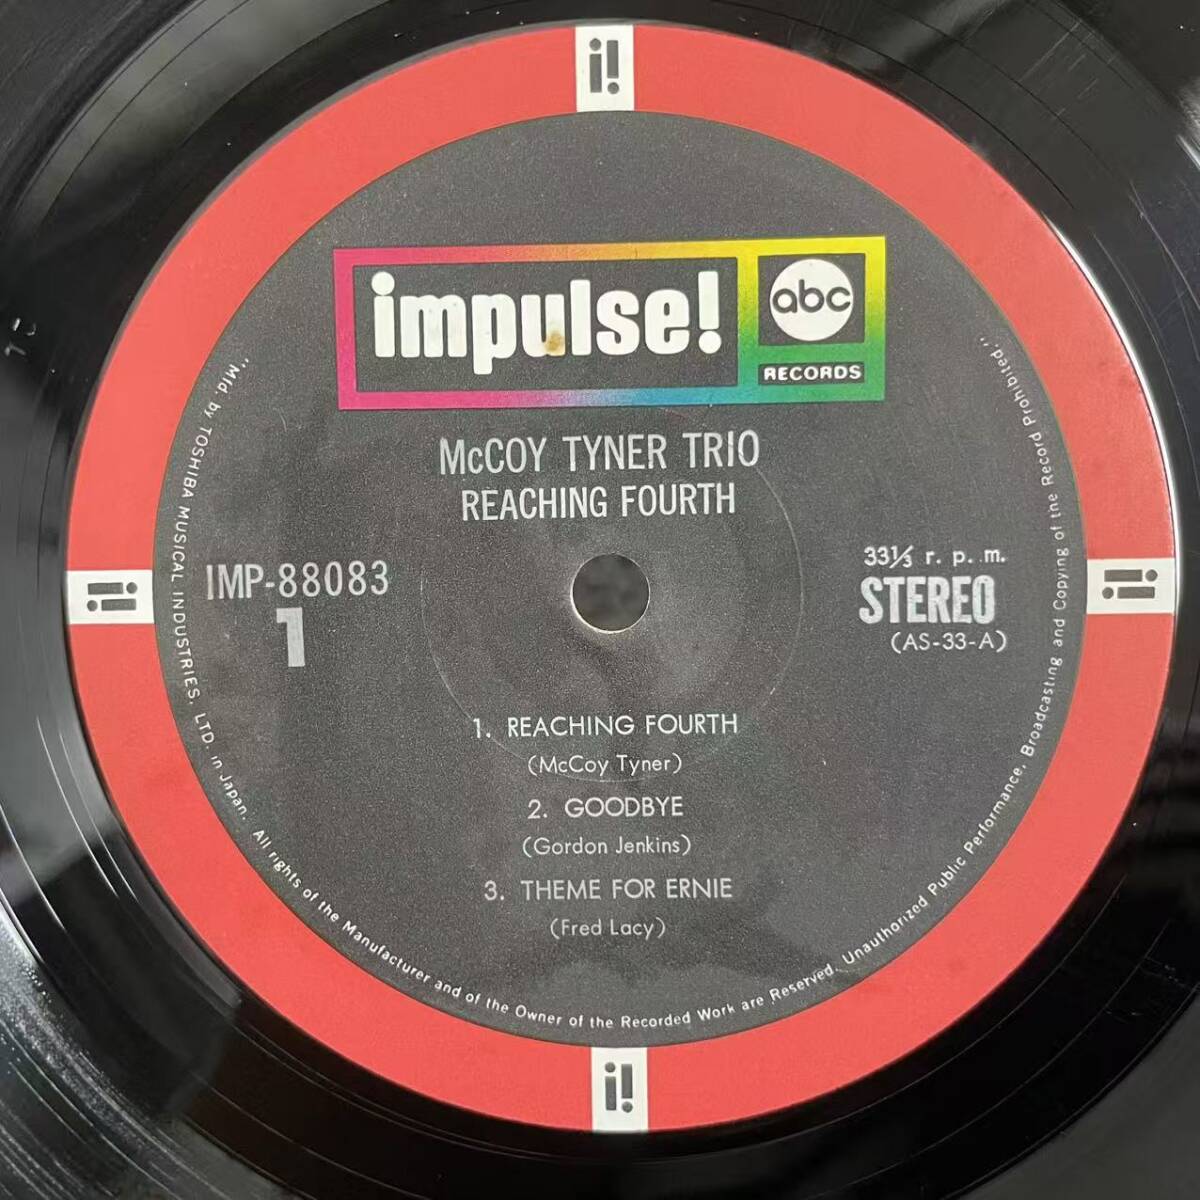 i!
impulse!
abc
RECORDS
McCOY TYNER TRIO
REACHING FOURTH
IMP-88083
1
33⅓ r. p. m.
STEREO
(AS-33-A)
i!
i!
1. REACHING FOURTH
(McCoy Tyner)
2. GOODBYE
(Gordon Jenkins)
3. THEME FOR ERNIE
(Fred Lacy)
"Mfd. by TOSHIBA MUSICAL INDUSTRIES, LTD. in Japan. All rights of the Manufacturer and of the Owner of the Recorded Work are Reserved. Unauthorized Public Performance, Broadcasting and Copying of the Record Prohibited."
i!